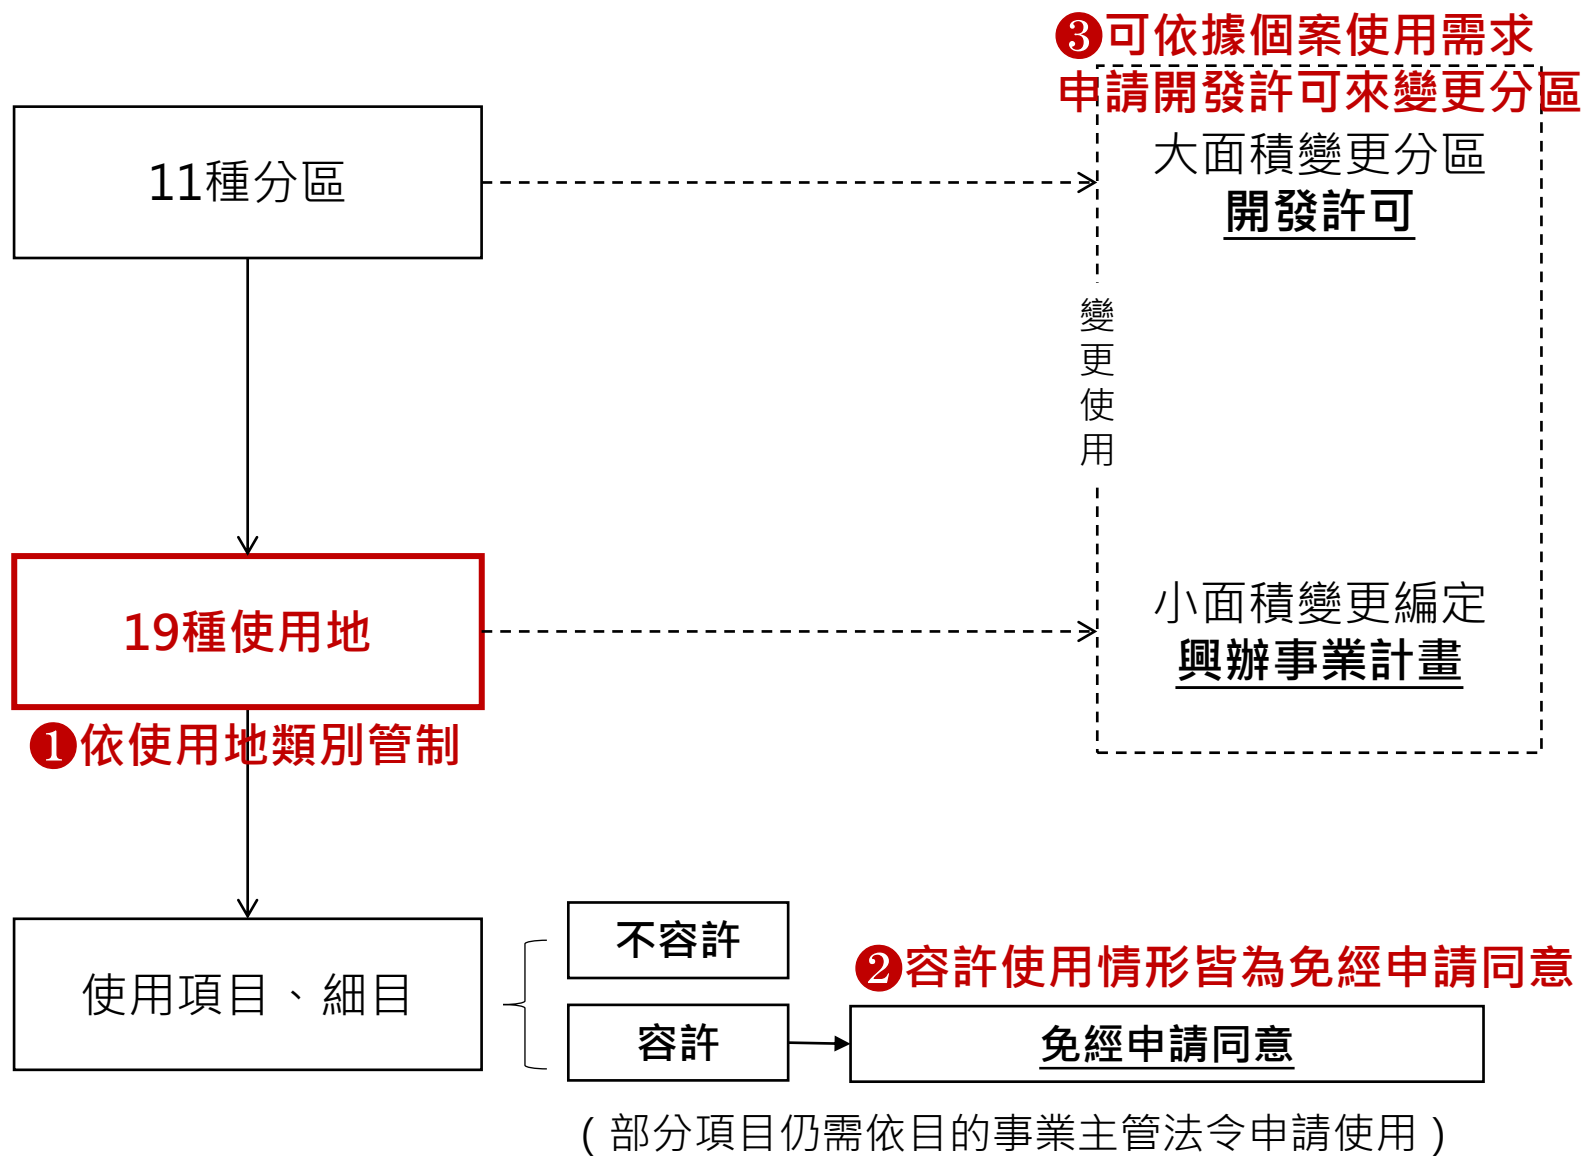 ❸可依據個案使用需求
申請開發許可來變更分區
11種分區
大面積變更分區
開發許可
變更使用
19種使用地
小面積變更編定
興辦事業計畫
❶依使用地類別管制
使用項目、細目
不容許
❷容許使用情形皆為免經申請同意
容許
免經申請同意
(部分項目仍需依目的事業主管法令申請使用)